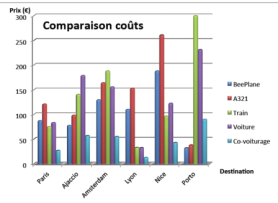 Prix (€)
Comparaison coûts
300
250
200
150
100
50
0
Paris
Ajaccio
Amsterdam
Lyon
Nice
Porto
Destination
BeePlane
A321
Train
Voiture
Co-voiturage